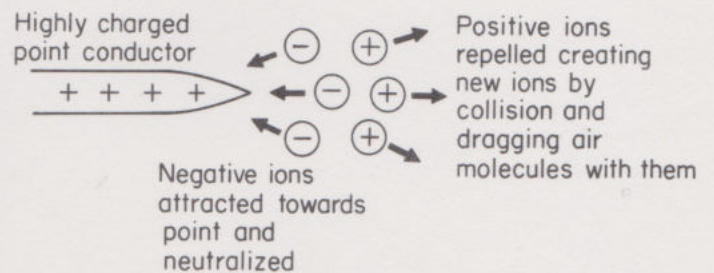 Highly charged
point conductor
+ + + +
− +
− +
− +
Positive ions
repelled creating
new ions by
collision and
dragging air
molecules with them
Negative ions
attracted towards
point and
neutralized